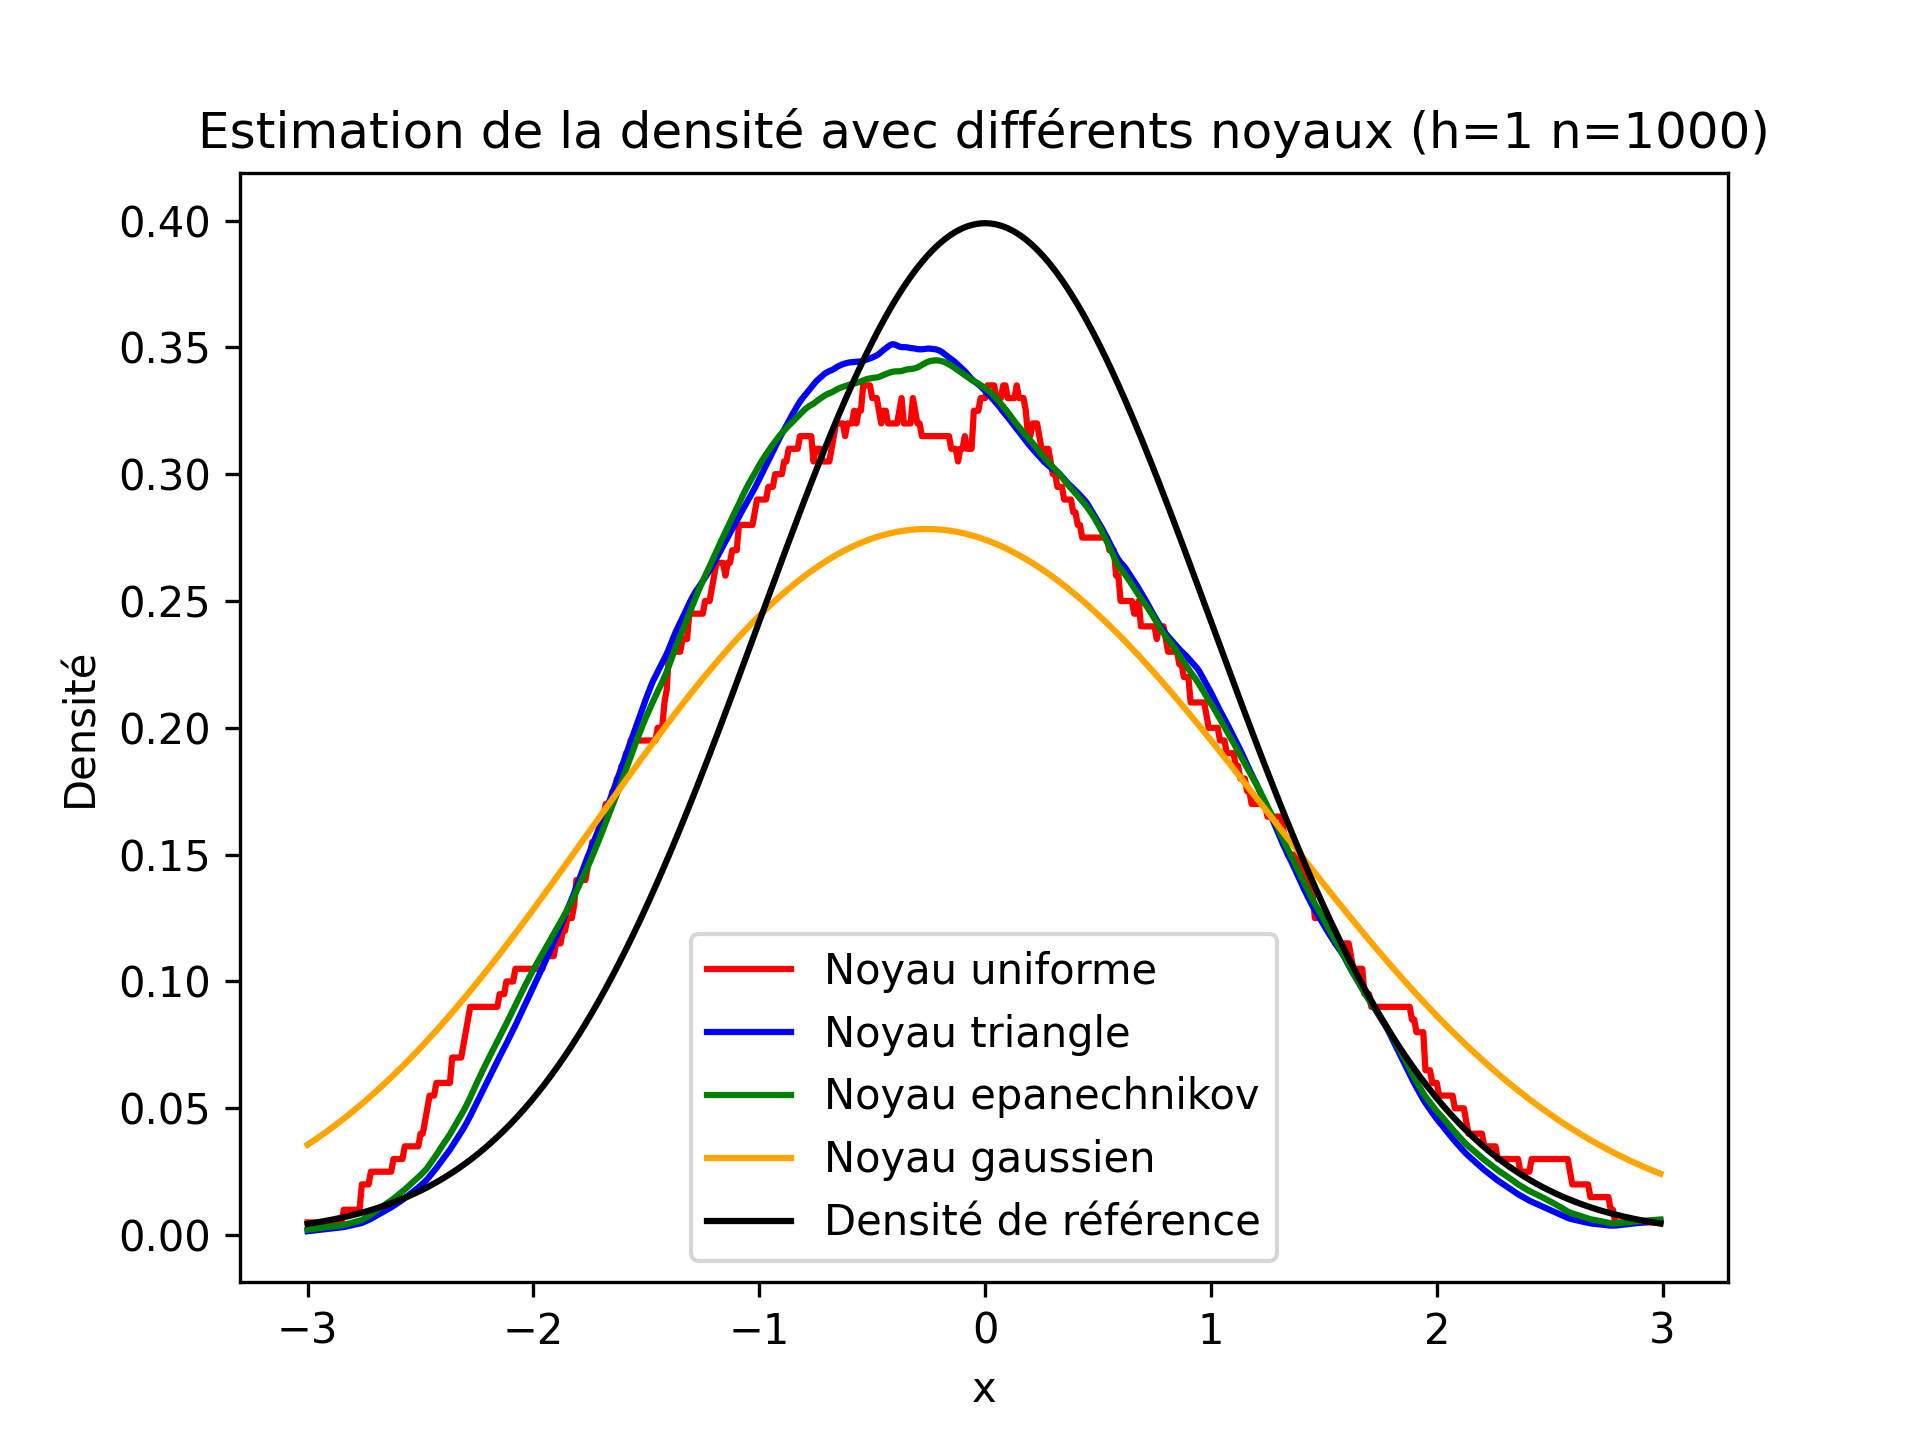 Estimation de la densité avec différents noyaux (h=1 n=1000)
0.40
0.35
0.30
0.25
0.20
0.15
0.10
0.05
0.00
Densité
Noyau uniforme
Noyau triangle
Noyau epanechnikov
Noyau gaussien
Densité de référence
−3 −2 −1 0 1 2 3
x